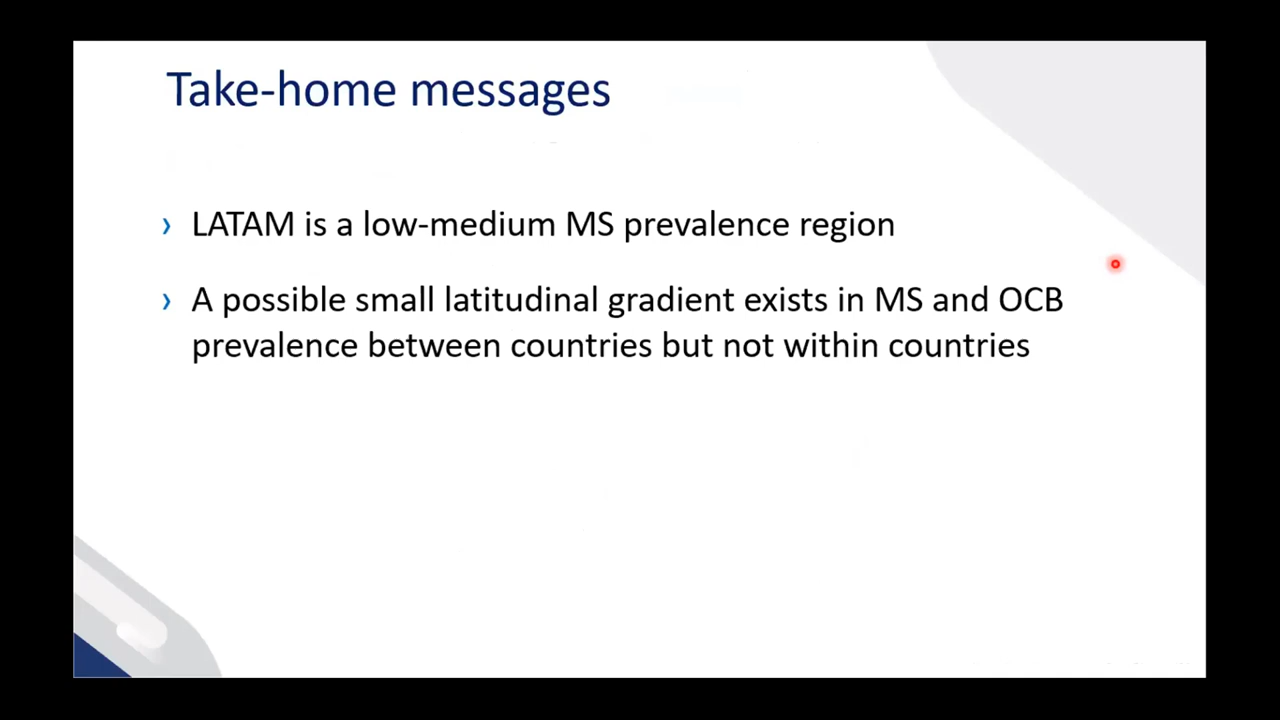 Take-home messages
› LATAM is a low-medium MS prevalence region
› A possible small latitudinal gradient exists in MS and OCB
prevalence between countries but not within countries